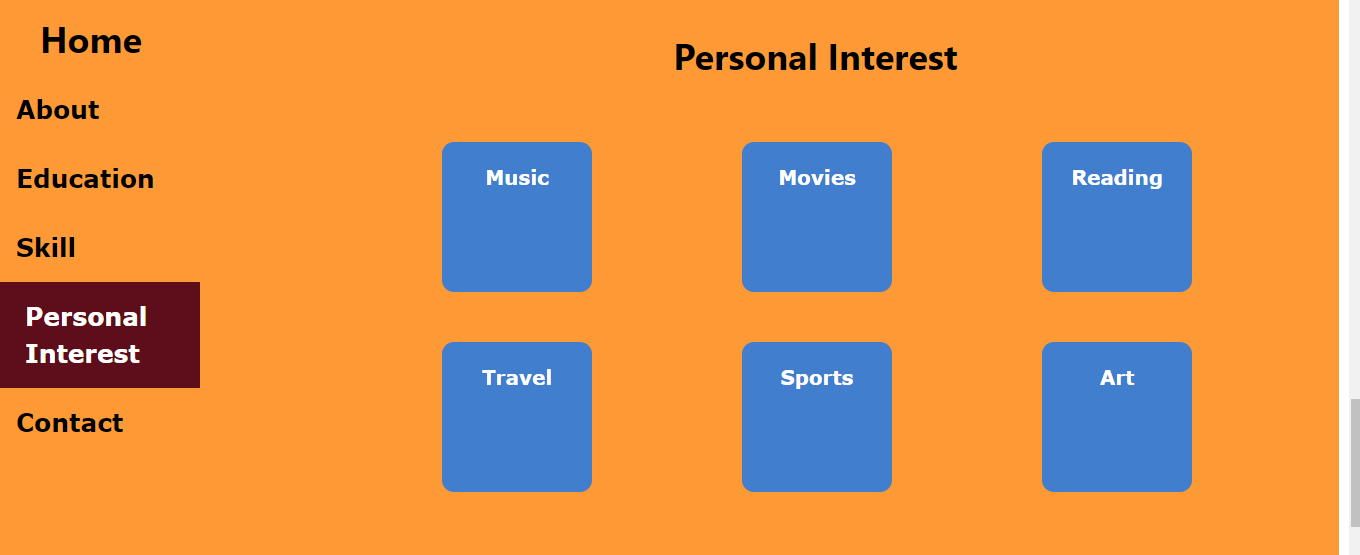 Home
About
Education
Skill
Personal
Interest
Contact
Personal Interest
Music
Movies
Reading
Travel
Sports
Art